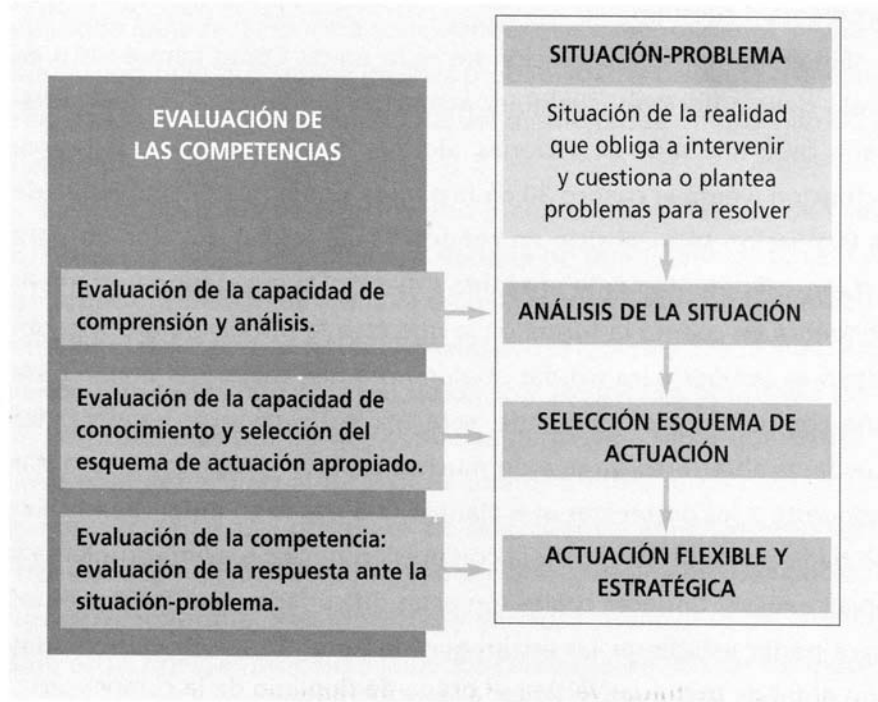 EVALUACIÓN DE
LAS COMPETENCIAS
Evaluación de la capacidad de
comprensión y análisis.
Evaluación de la capacidad de
conocimiento y selección del
esquema de actuación apropiado.
Evaluación de la competencia:
evaluación de la respuesta ante la
situación-problema.
SITUACIÓN-PROBLEMA
Situación de la realidad
que obliga a intervenir
y cuestiona o plantea
problemas para resolver
ANÁLISIS DE LA SITUACIÓN
SELECCIÓN ESQUEMA DE
ACTUACIÓN
ACTUACIÓN FLEXIBLE Y
ESTRATÉGICA